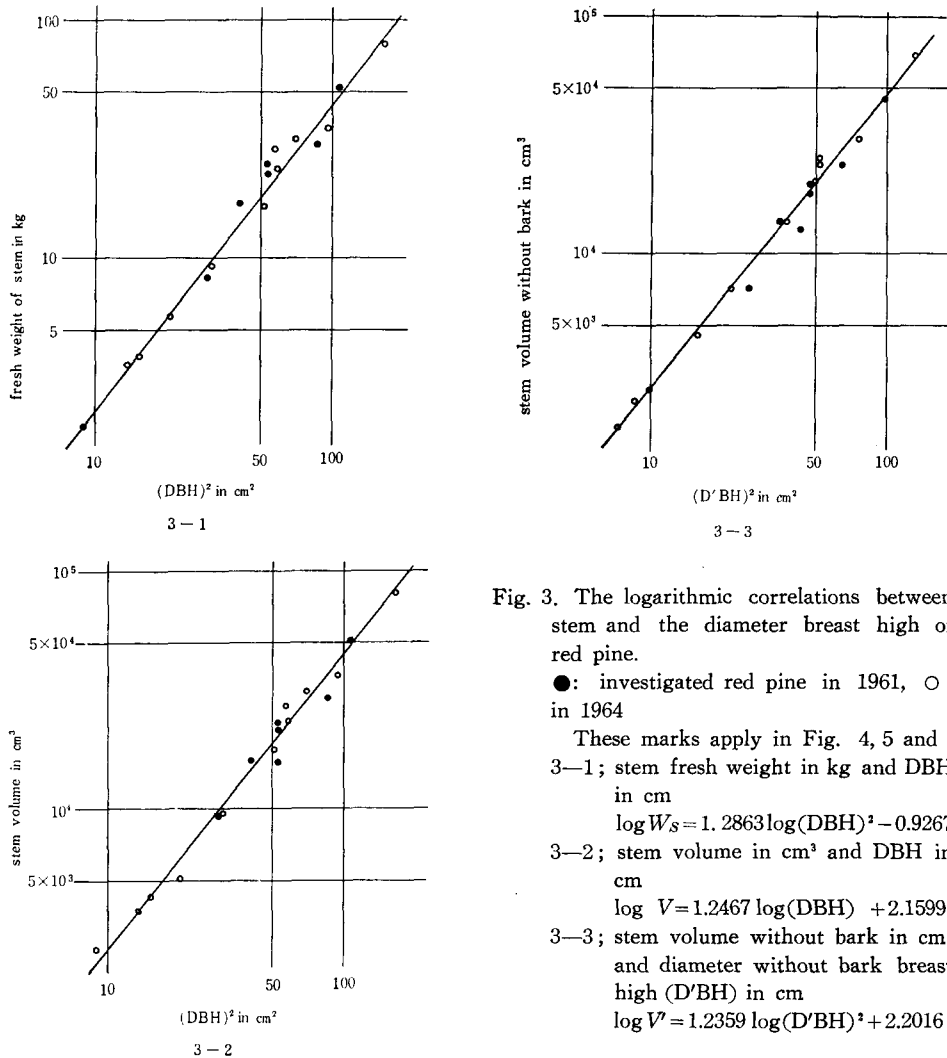 100
50
10
5
fresh weight of stem in kg
10
50
100
(DBH)² in cm²
3-1
10⁵
5×10⁴
10⁴
5×10³
stem volume without bark in cm³
10
50
100
(D'BH)² in cm²
3-3
10⁵
5×10⁴
10⁴
5×10³
stem volume in cm³
10
50
100
(DBH)² in cm²
3-2
Fig. 3. The logarithmic correlations between
stem and the diameter breast high
red pine.
●: investigated red pine in 1961, ○
in 1964
These marks apply in Fig. 4, 5 and
3—1; stem fresh weight in kg and DBH
in cm
log Ws=1.2863 log(DBH)²−0.9267
3—2; stem volume in cm³ and DBH in
cm
log V=1.2467 log(DBH) +2.1599
3—3; stem volume without bark in cm
and diameter without bark breast
high (D'BH) in cm
log V'=1.2359 log(D'BH)²+2.2016